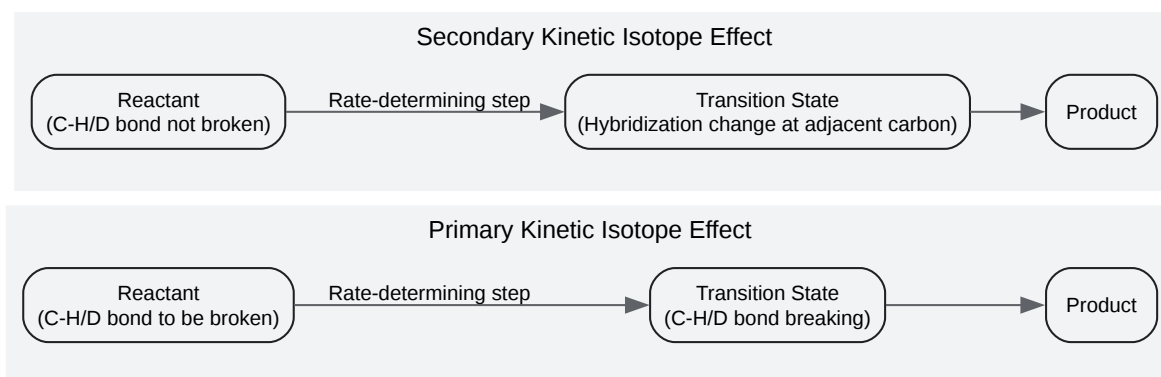 Secondary Kinetic Isotope Effect
Reactant
(C-H/D bond not broken)
Rate-determining step
Transition State
(Hybridization change at adjacent carbon)
Product
Primary Kinetic Isotope Effect
Reactant
(C-H/D bond to be broken)
Rate-determining step
Transition State
(C-H/D bond breaking)
Product